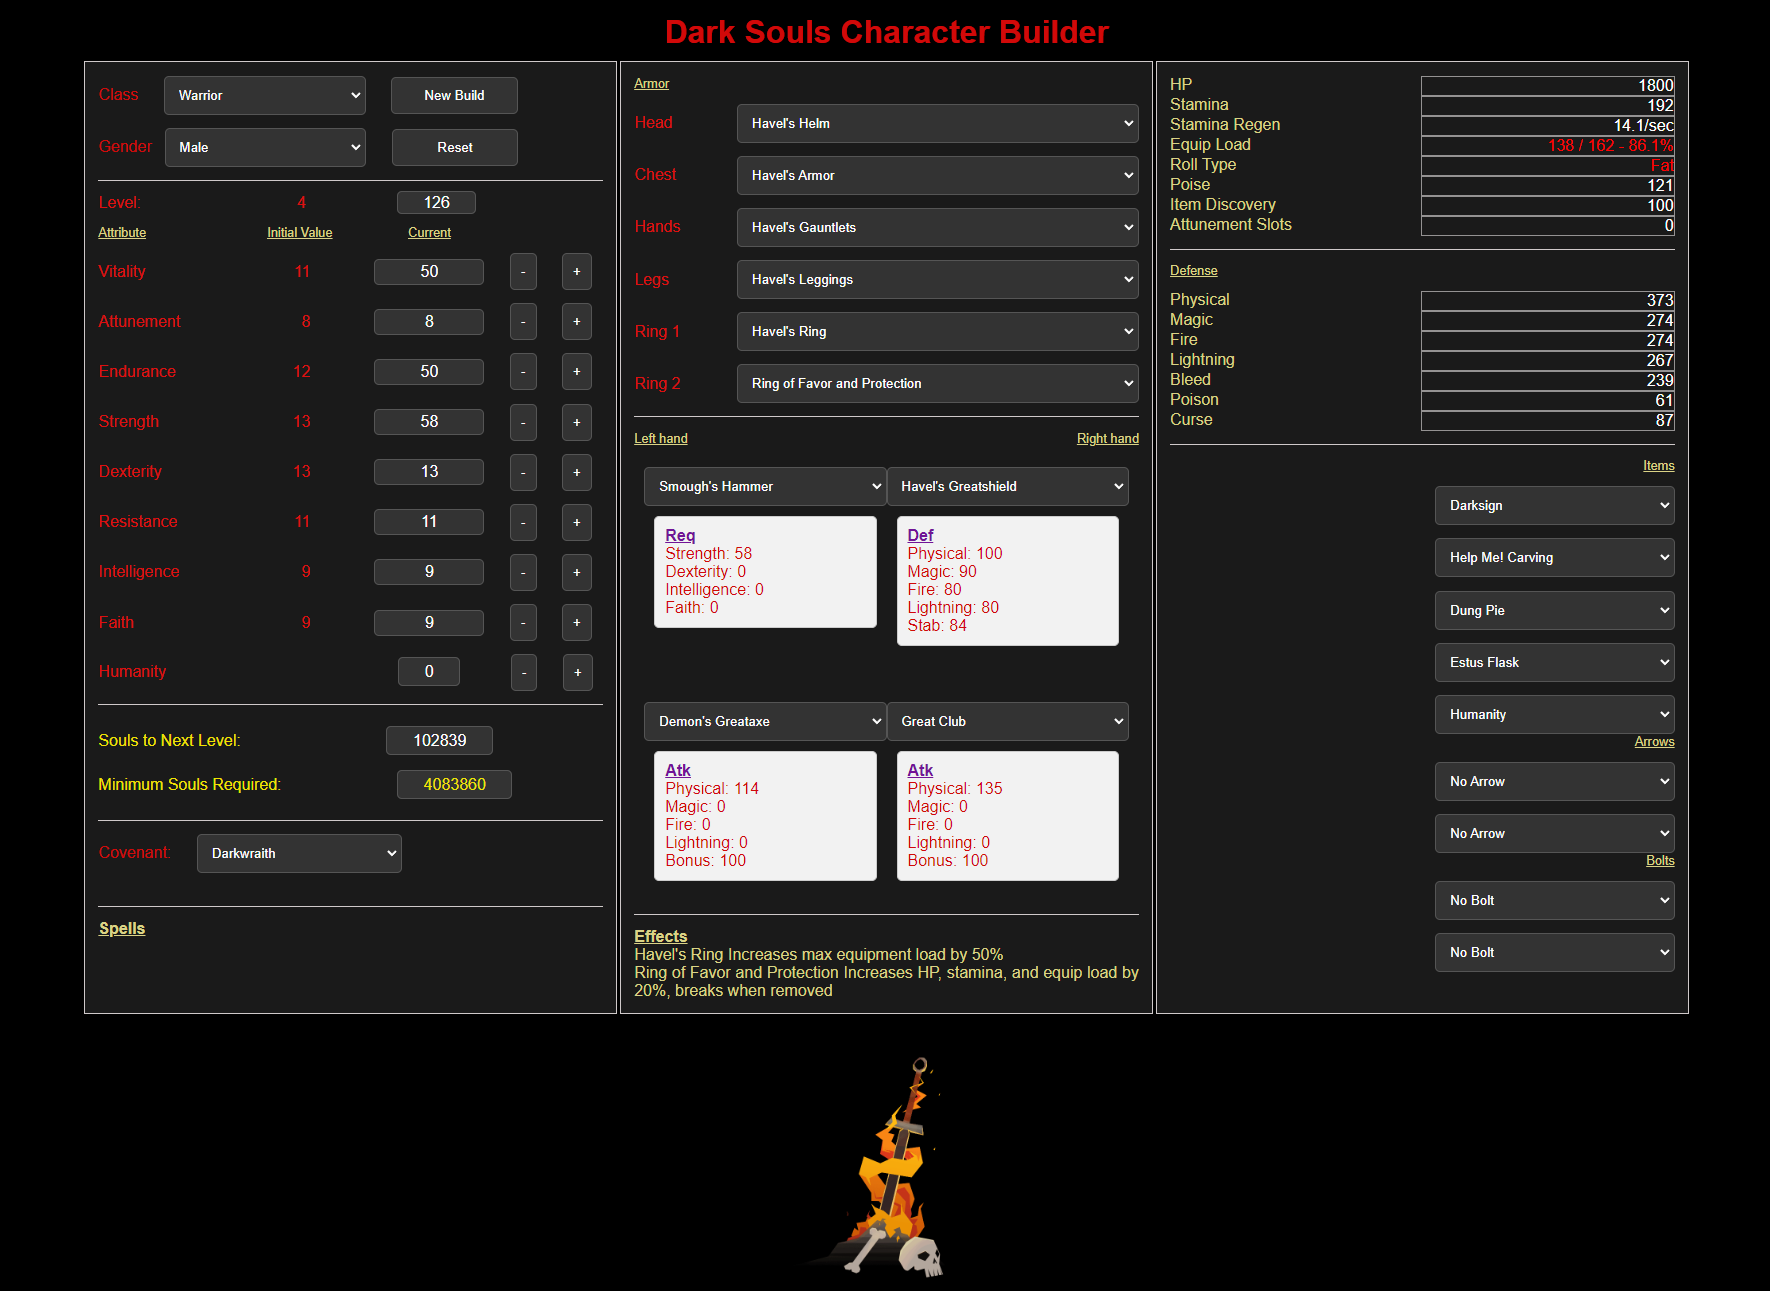 Dark Souls Character Builder
Class Warrior New Build
Gender Male Reset
Level: 4 126
Attribute Initial Value Current
Vitality 11 50 - +
Attunement 8 8 - +
Endurance 12 50 - +
Strength 13 58 - +
Dexterity 13 13 - +
Resistance 11 11 - +
Intelligence 9 9 - +
Faith 9 9 - +
Humanity 0 - +
Souls to Next Level: 102839
Minimum Souls Required: 4083860
Covenant: Darkwraith
Spells
Armor
Head Havel's Helm
Chest Havel's Armor
Hands Havel's Gauntlets
Legs Havel's Leggings
Ring 1 Havel's Ring
Ring 2 Ring of Favor and Protection
Left hand Right hand
Smough's Hammer Havel's Greatshield
Req
Strength: 58
Dexterity: 0
Intelligence: 0
Faith: 0
Def
Physical: 100
Magic: 90
Fire: 80
Lightning: 80
Stab: 84
Demon's Greataxe Great Club
Atk
Physical: 114
Magic: 0
Fire: 0
Lightning: 0
Bonus: 100
Atk
Physical: 135
Magic: 0
Fire: 0
Lightning: 0
Bonus: 100
Effects
Havel's Ring Increases max equipment load by 50%
Ring of Favor and Protection Increases HP, stamina, and equip load by
20%, breaks when removed
HP 1800
Stamina 192
Stamina Regen 14.1/sec
Equip Load 138 / 162 - 86.1%
Roll Type Fat
Poise 121
Item Discovery 100
Attunement Slots 0
Defense
Physical 373
Magic 274
Fire 274
Lightning 267
Bleed 239
Poison 61
Curse 87
Items
Darksign
Help Me! Carving
Dung Pie
Estus Flask
Humanity
Arrows
No Arrow
No Arrow
Bolts
No Bolt
No Bolt